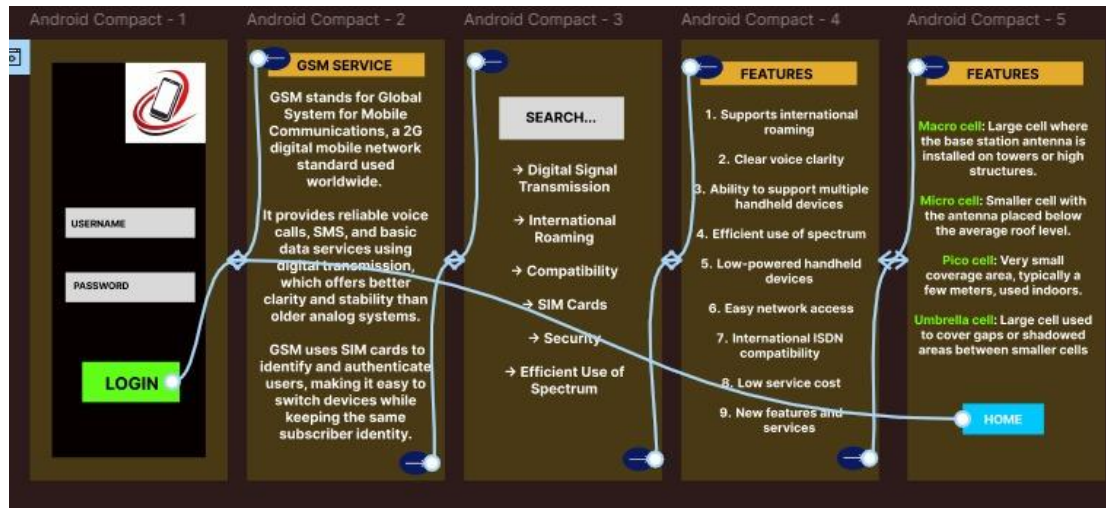 Android Compact - 1
USERNAME
PASSWORD
LOGIN
Android Compact - 2
GSM SERVICE
GSM stands for Global
System for Mobile
Communications, a 2G
digital mobile network
standard used
worldwide.
It provides reliable voice
calls, SMS, and basic
data services using
digital transmission,
which offers better
clarity and stability than
older analog systems.
GSM uses SIM cards to
identify and authenticate
users, making it easy to
switch devices while
keeping the same
subscriber identity.
Android Compact - 3
SEARCH...
→ Digital Signal
Transmission
→ International
Roaming
→ Compatibility
→ SIM Cards
→ Security
→ Efficient Use of
Spectrum
Android Compact - 4
FEATURES
1. Supports international
roaming
2. Clear voice clarity
3. Ability to support multiple
handheld devices
4. Efficient use of spectrum
5. Low-powered handheld
devices
6. Easy network access
7. International ISDN
compatibility
8. Low service cost
9. New features and
services
Android Compact - 5
FEATURES
Macro cell: Large cell where
the base station antenna is
installed on towers or high
structures.
Micro cell: Smaller cell with
the antenna placed below
the average roof level.
Pico cell: Very small
coverage area, typically a
few meters, used indoors.
Umbrella cell: Large cell used
to cover gaps or shadowed
areas between smaller cells
HOME